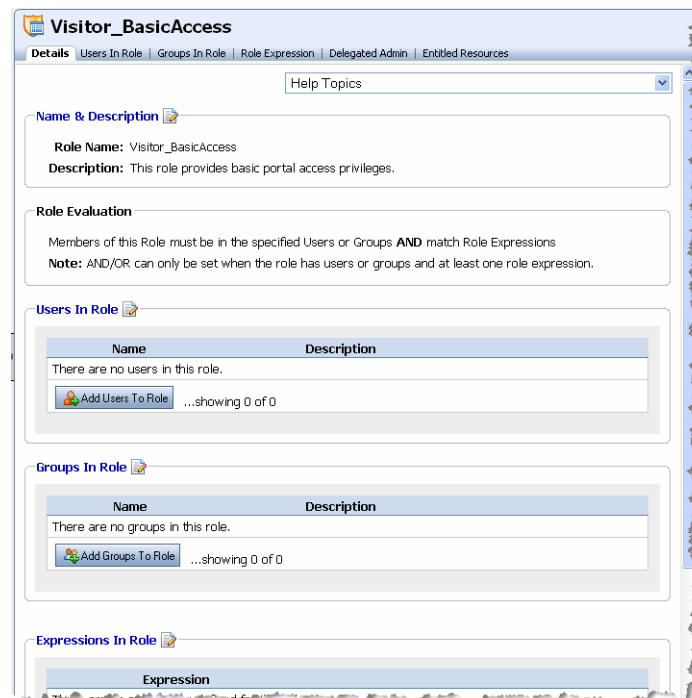 Visitor_BasicAccess
Details | Users In Role | Groups In Role | Role Expression | Delegated Admin | Entitled Resources
Help Topics
Name & Description
Role Name: Visitor_BasicAccess
Description: This role provides basic portal access privileges.
Role Evaluation
Members of this Role must be in the specified Users or Groups AND match Role Expressions
Note: AND/OR can only be set when the role has users or groups and at least one role expression.
Users In Role
Name Description
There are no users in this role.
Add Users To Role ...showing 0 of 0
Groups In Role
Name Description
There are no groups in this role.
Add Groups To Role ...showing 0 of 0
Expressions In Role
Expression